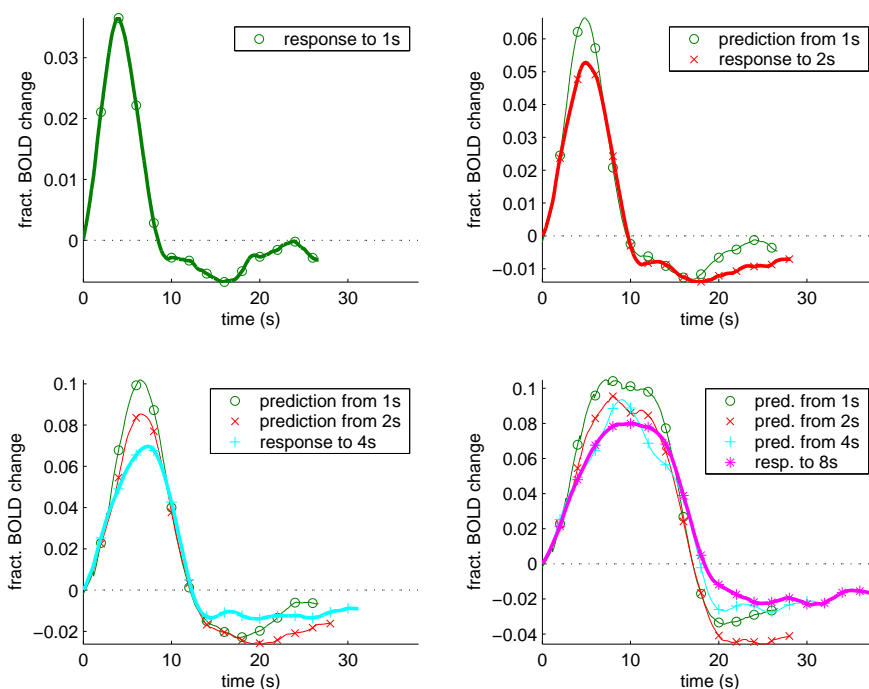 response to 1s
0.03
0.02
0.01
0
fract. BOLD change
0 10 20 30
time (s)
prediction from 1s
response to 2s
0.06
0.05
0.04
0.03
0.02
0.01
0
−0.01
fract. BOLD change
0 10 20 30
time (s)
prediction from 1s
prediction from 2s
response to 4s
0.1
0.08
0.06
0.04
0.02
0
−0.02
fract. BOLD change
0 10 20 30
time (s)
pred. from 1s
pred. from 2s
pred. from 4s
resp. to 8s
0.1
0.08
0.06
0.04
0.02
0
−0.02
−0.04
fract. BOLD change
0 10 20 30
time (s)